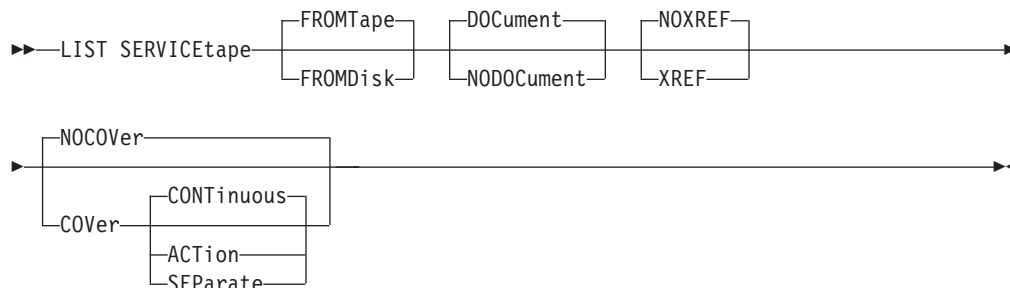 FROMTape DOCument NOXREF
LIST SERVICEtape
FROMDisk NODOCument XREF
NOCOVer
CONTinuous
COVer
ACTion
SEParate